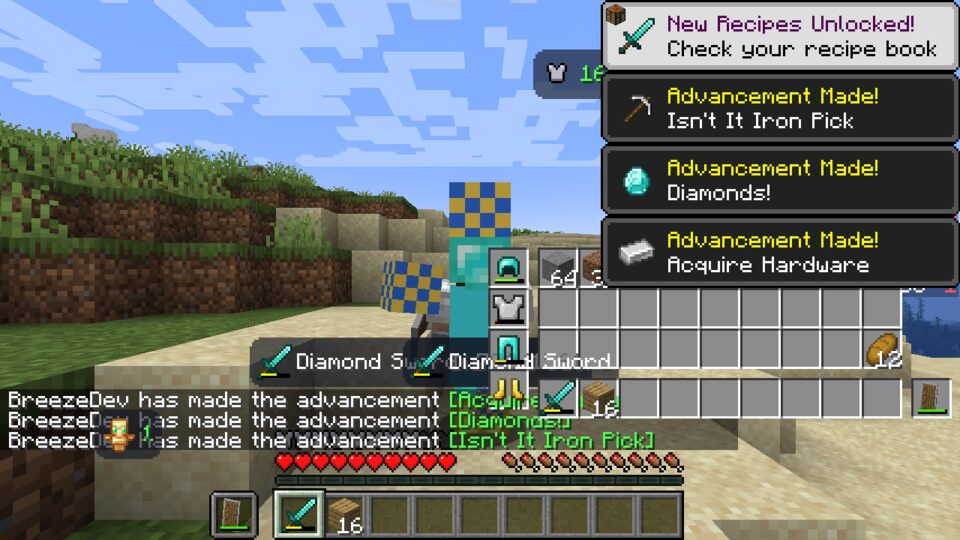 New Recipes Unlocked!
Check your recipe book
16
Advancement Made!
Isn't It Iron Pick
Advancement Made!
Diamonds!
Advancement Made!
Acquire Hardware
64
12
Diamond Diamond Sword
BreezeDev has made the advancement
16
BreezeDev has made the advancement [Diamonds!]
has made the advancement [Isn't It Iron Pick]
1
16